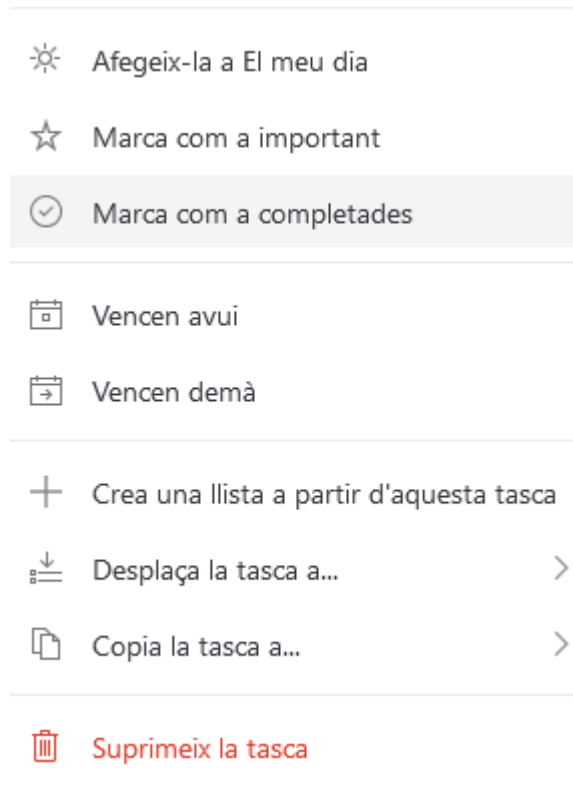 Afegeix-la a El meu dia
Marca com a important
Marca com a completades
Vencen avui
Vencen demà
Crea una llista a partir d'aquesta tasca
Desplaça la tasca a...
Copia la tasca a...
Suprimeix la tasca